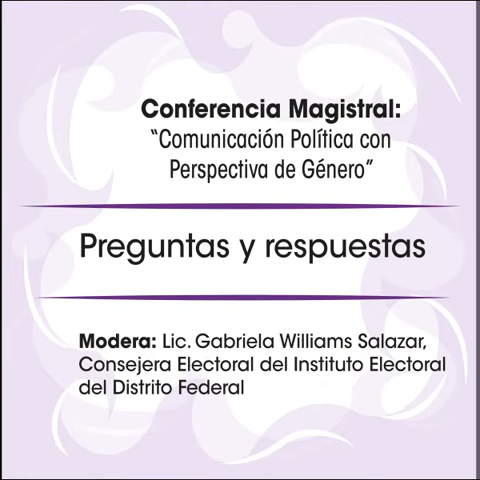 Conferencia Magistral:
“Comunicación Política con
Perspectiva de Género”
Preguntas y respuestas
Modera: Lic. Gabriela Williams Salazar,
Consejera Electoral del Instituto Electoral
del Distrito Federal